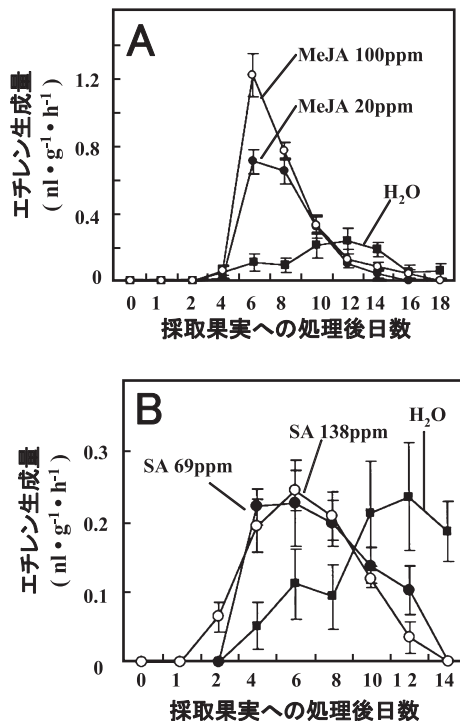 A
MeJA 100ppm
MeJA 20ppm
H₂O
エチレン生成量
( nl・g⁻¹・h⁻¹ )
1.2
0.8
0.4
0
0 1 2 4 6 8 10 12 14 16 18
採取果実への処理後日数
B
H₂O
SA 138ppm
SA 69ppm
エチレン生成量
( nl・g⁻¹・h⁻¹ )
0.3
0.2
0.1
0
0 1 2 4 6 8 10 1 2 14
採取果実への処理後日数